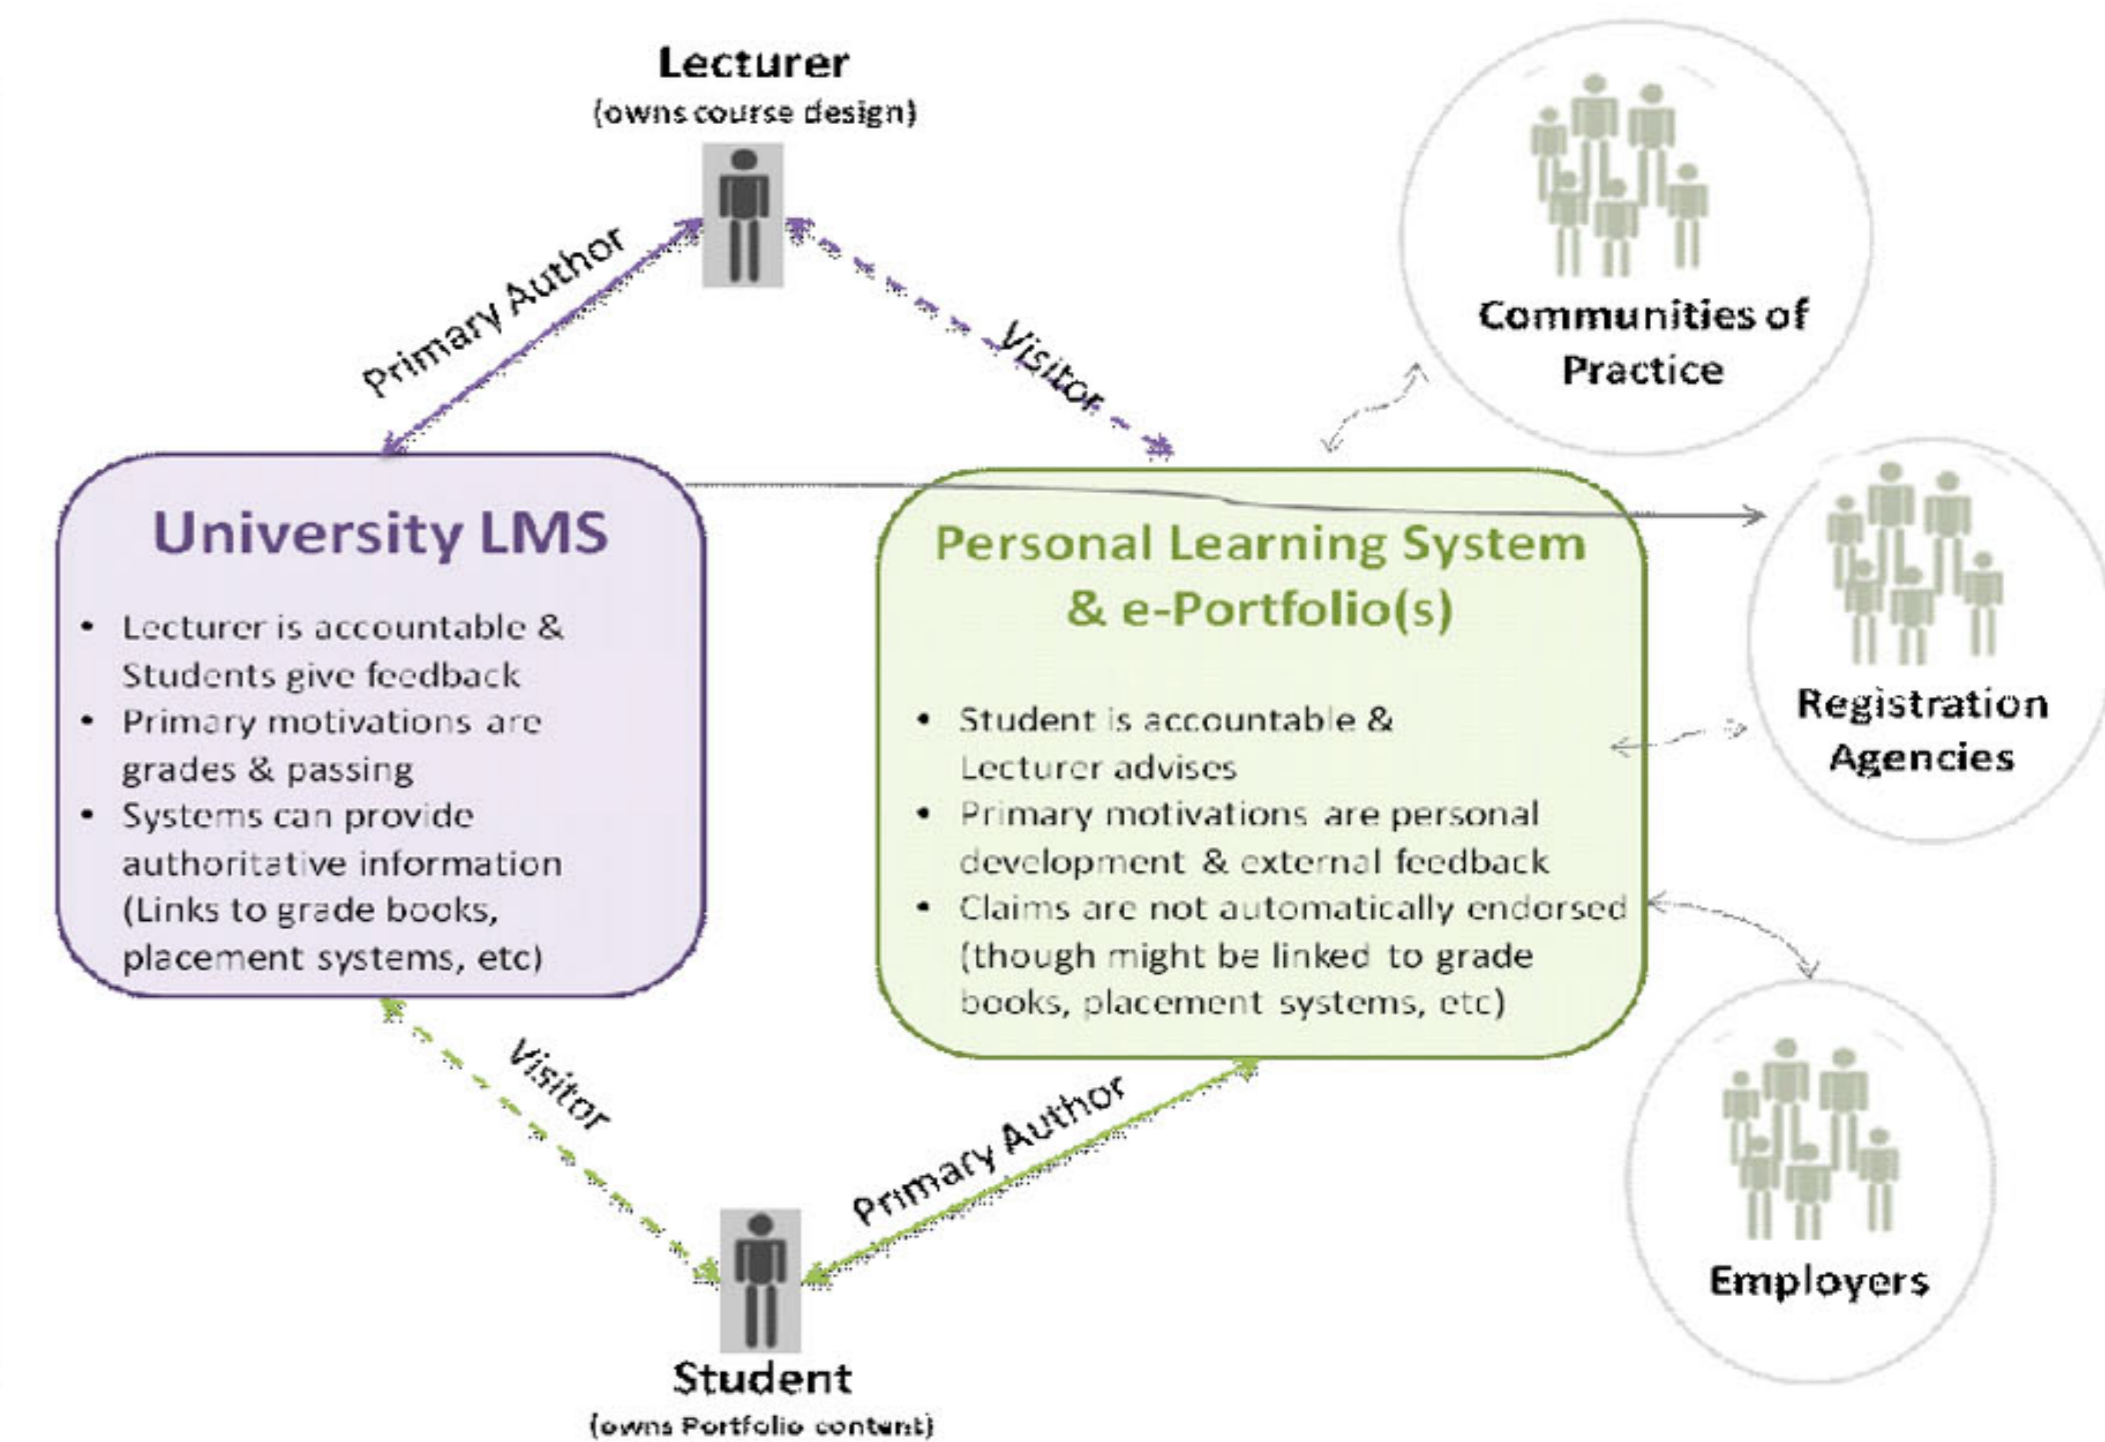 Lecturer
(owns course design)
Primary Author
Visitor
Communities of
Practice
University LMS
• Lecturer is accountable &
Students give feedback
• Primary motivations are
grades & passing
• Systems can provide
authoritative information
(Links to grade books,
placement systems, etc)
Personal Learning System
& e-Portfolio(s)
• Student is accountable &
Lecturer advises
• Primary motivations are personal
development & external feedback
• Claims are not automatically endorsed
(though might be linked to grade
books, placement systems, etc)
Registration
Agencies
Visitor
Primary Author
Employers
Student
(owns Portfolio content)